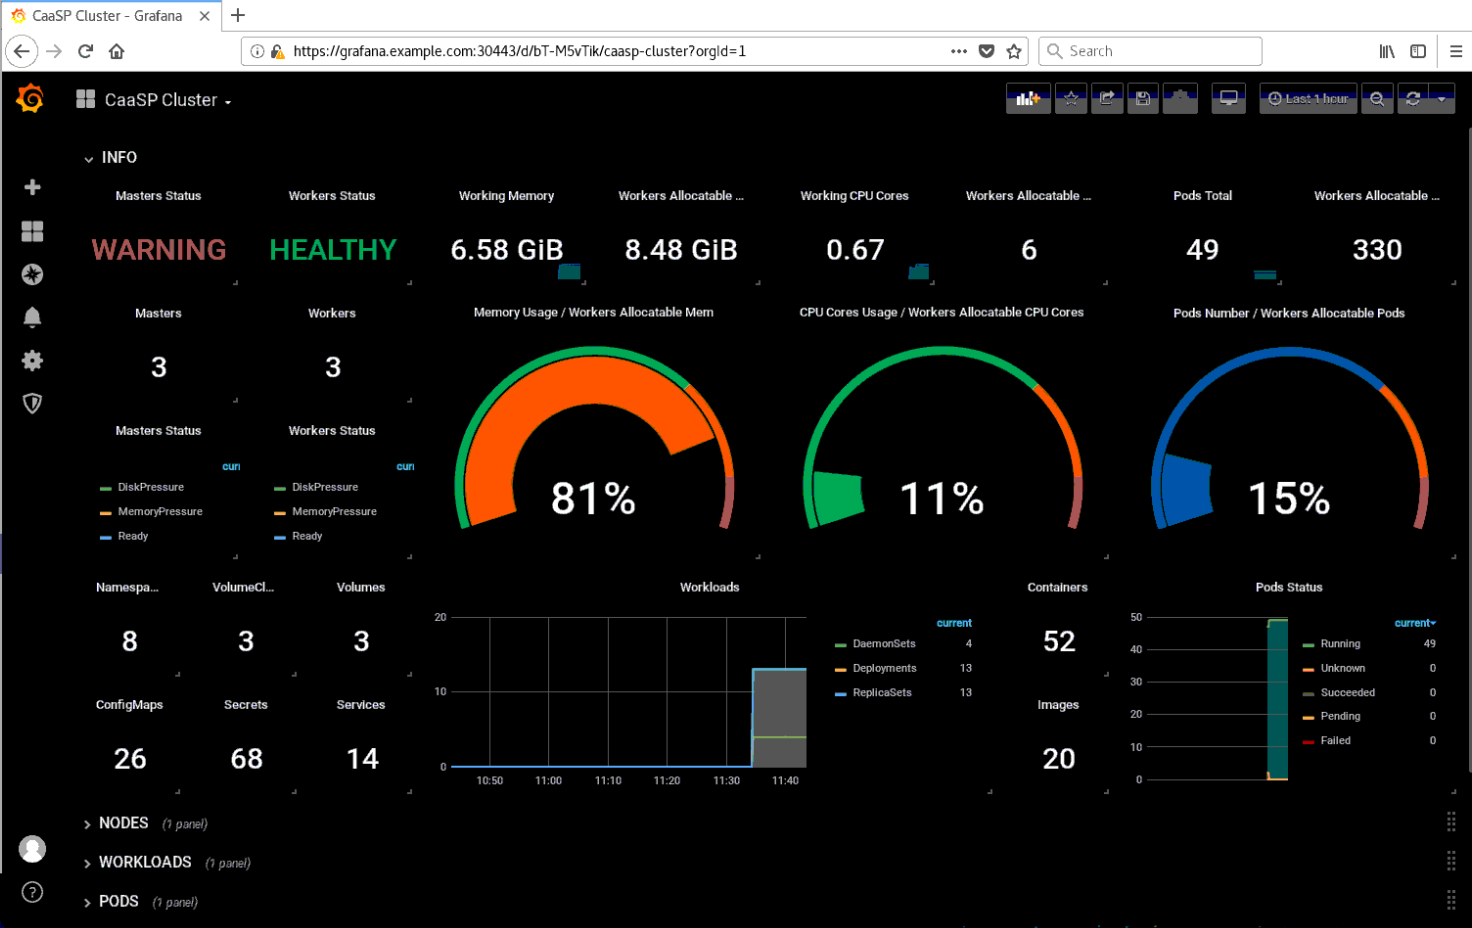 CaaSP Cluster - Grafana
https://grafana.example.com:30443/d/bT-M5vTik/caasp-cluster?orgId=1
Search
CaaSP Cluster
Last 1 hour
INFO
Masters Status
Workers Status
Working Memory
Workers Allocatable ...
Working CPU Cores
Workers Allocatable ...
Pods Total
Workers Allocatable ...
WARNING
HEALTHY
6.58 GiB
8.48 GiB
0.67
6
49
330
Masters
Workers
Memory Usage / Workers Allocatable Mem
CPU Cores Usage / Workers Allocatable CPU Cores
Pods Number / Workers Allocatable Pods
3
3
81%
11%
15%
Masters Status
Workers Status
curr
curr
DiskPressure
MemoryPressure
Ready
DiskPressure
MemoryPressure
Ready
Namespa...
VolumeCl...
Volumes
8
3
3
ConfigMaps
Secrets
Services
26
68
14
Workloads
20
10
0
10:50
11:00
11:10
11:20
11:30
11:40
current
DaemonSets 4
Deployments 13
ReplicaSets 13
Containers
52
Images
20
Pods Status
50
40
30
20
10
0
current
Running 49
Unknown 0
Succeeded 0
Pending 0
Failed 0
NODES (1 panel)
WORKLOADS (1 panel)
PODS (1 panel)